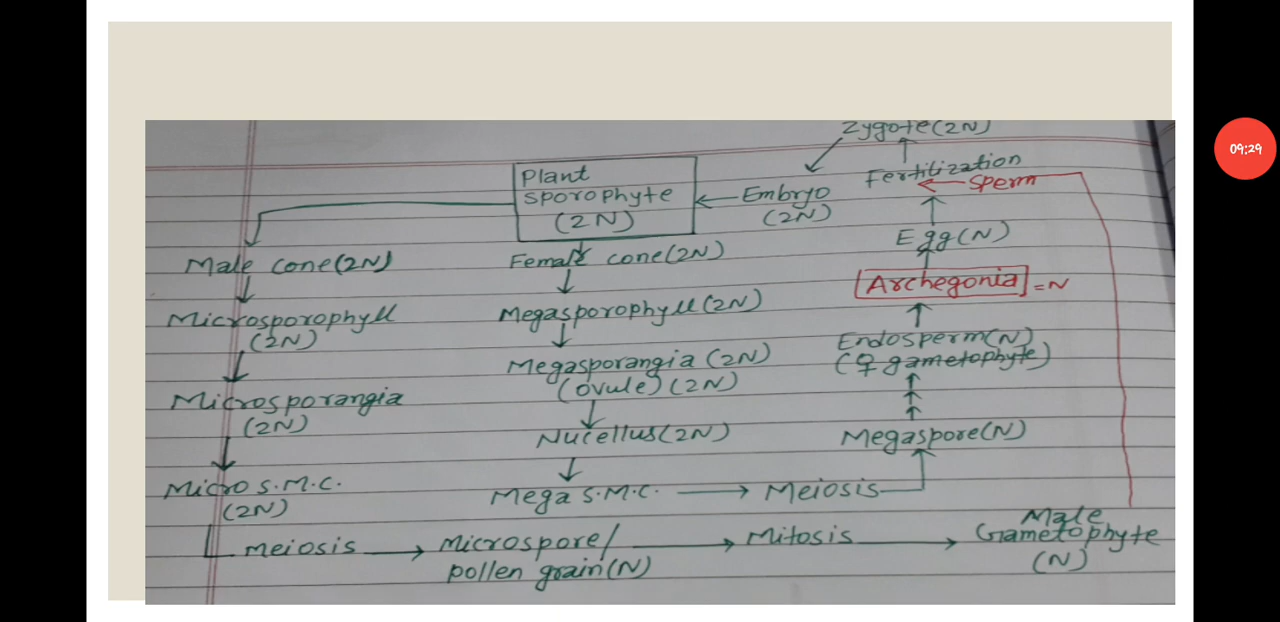 Zygote(2N)
Fertilization
sperm
Plant
sporophyte
(2N)
Embryo
(2N)
Egg(N)
Male cone(2N)
Female cone(2N)
Archegonia =N
Microsporophyll
(2N)
Megasporophyll(2N)
Endosperm(N)
(♀ gametophyte)
Megasporangia (2N)
(ovule) (2N)
Microsporangia
(2N)
Nucellus(2N)
Megaspore(N)
Micro S.M.C.
(2N)
Mega S.M.C. → Meiosis
Meiosis → Microspore/ → Mitosis → Male
pollen grain(N)
Gametophyte
(N)
09:29